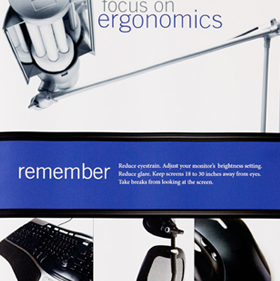 focus on
ergonomics
remember
Reduce eyestrain. Adjust your monitor's brightness setting.
Reduce glare. Keep screens 18 to 30 inches away from eyes.
Take breaks from looking at the screen.